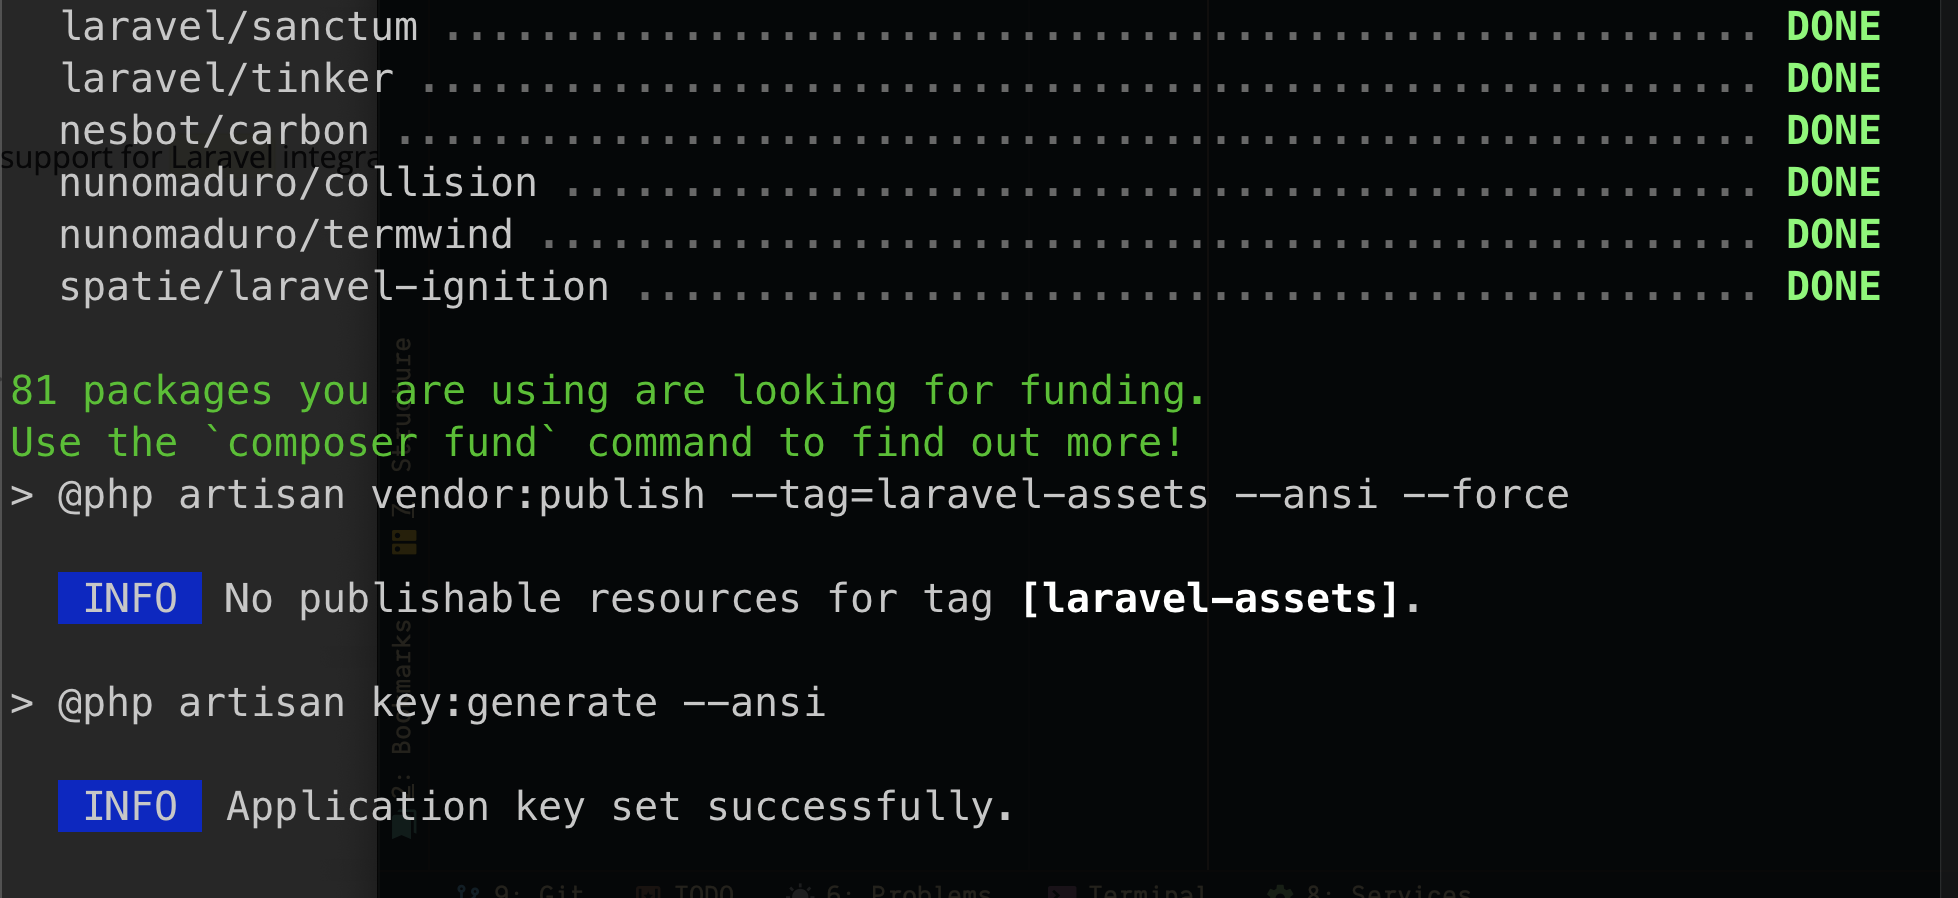 laravel/sanctum ....................................................... DONE
laravel/tinker ........................................................ DONE
nesbot/carbon ......................................................... DONE
support for Laravel integra
nunomaduro/collision .................................................. DONE
nunomaduro/termwind ................................................... DONE
spatie/laravel-ignition ............................................... DONE
Structure
81 packages you are using are looking for funding.
Use the `composer fund` command to find out more!
> @php artisan vendor:publish --tag=laravel-assets --ansi --force
INFO No publishable resources for tag [laravel-assets].
2: Bookmarks
> @php artisan key:generate --ansi
INFO Application key set successfully.
9: Git TODO 6: Problems Terminal 8: Services